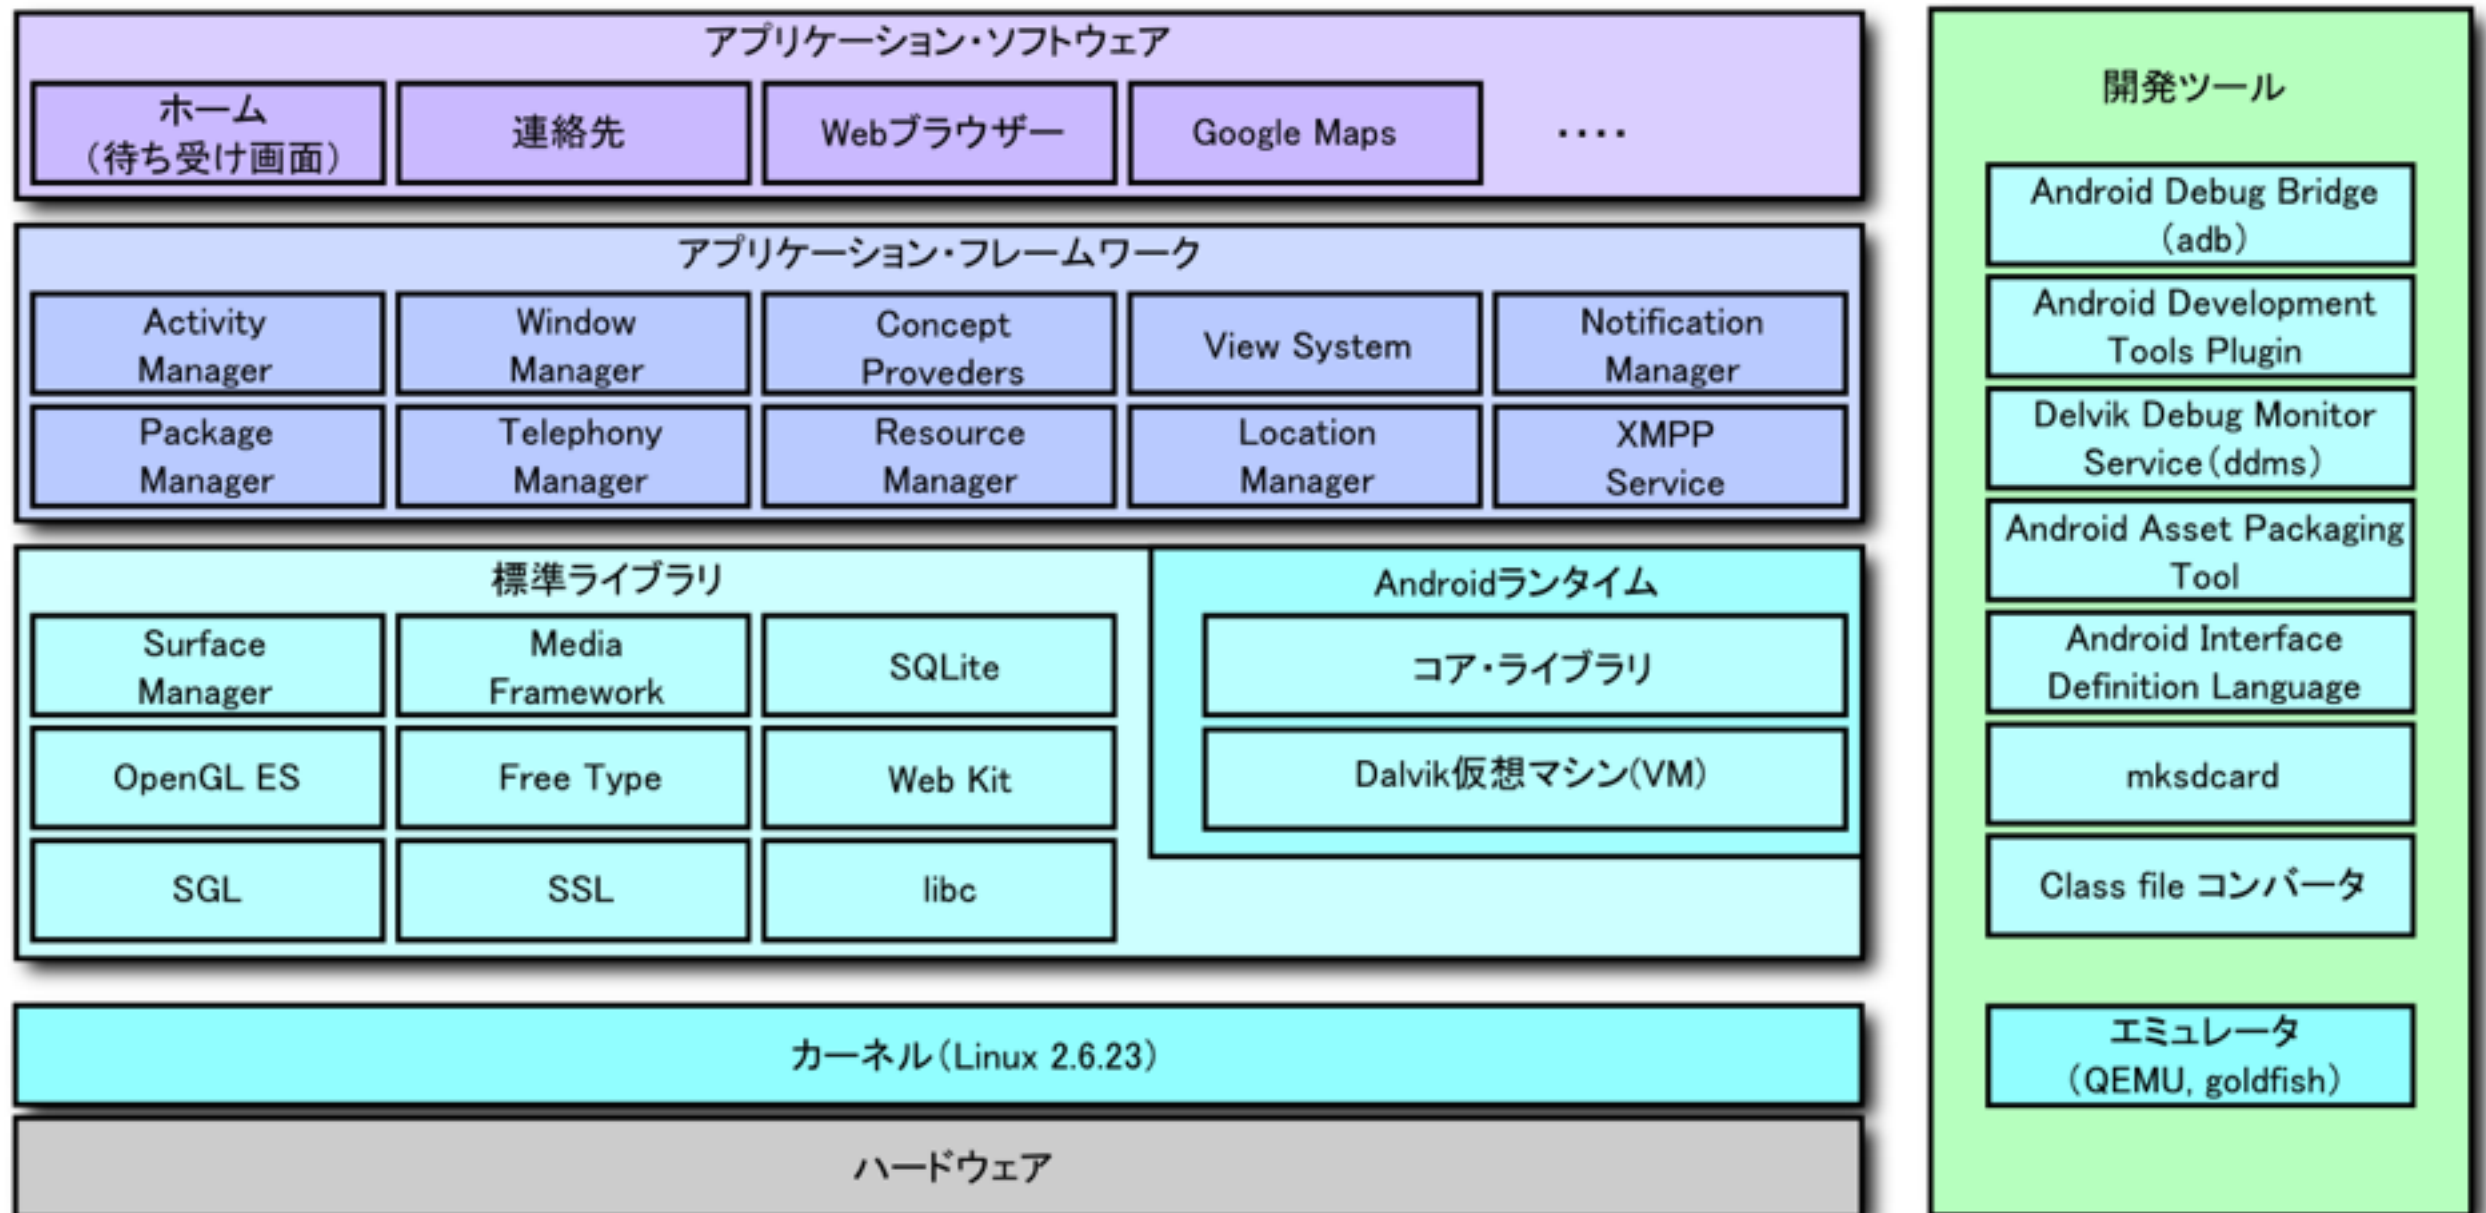 アプリケーション・ソフトウェア
ホーム
（待ち受け画面）
連絡先
Webブラウザー
Google Maps
････
アプリケーション・フレームワーク
Activity
Manager
Window
Manager
Concept
Proveders
View System
Notification
Manager
Package
Manager
Telephony
Manager
Resource
Manager
Location
Manager
XMPP
Service
標準ライブラリ
Surface
Manager
Media
Framework
SQLite
OpenGL ES
Free Type
Web Kit
SGL
SSL
libc
Androidランタイム
コア・ライブラリ
Dalvik仮想マシン(VM)
カーネル（Linux 2.6.23）
ハードウェア
開発ツール
Android Debug Bridge
（adb）
Android Development
Tools Plugin
Delvik Debug Monitor
Service（ddms）
Android Asset Packaging
Tool
Android Interface
Definition Language
mksdcard
Class file コンバータ
エミュレータ
（QEMU, goldfish）